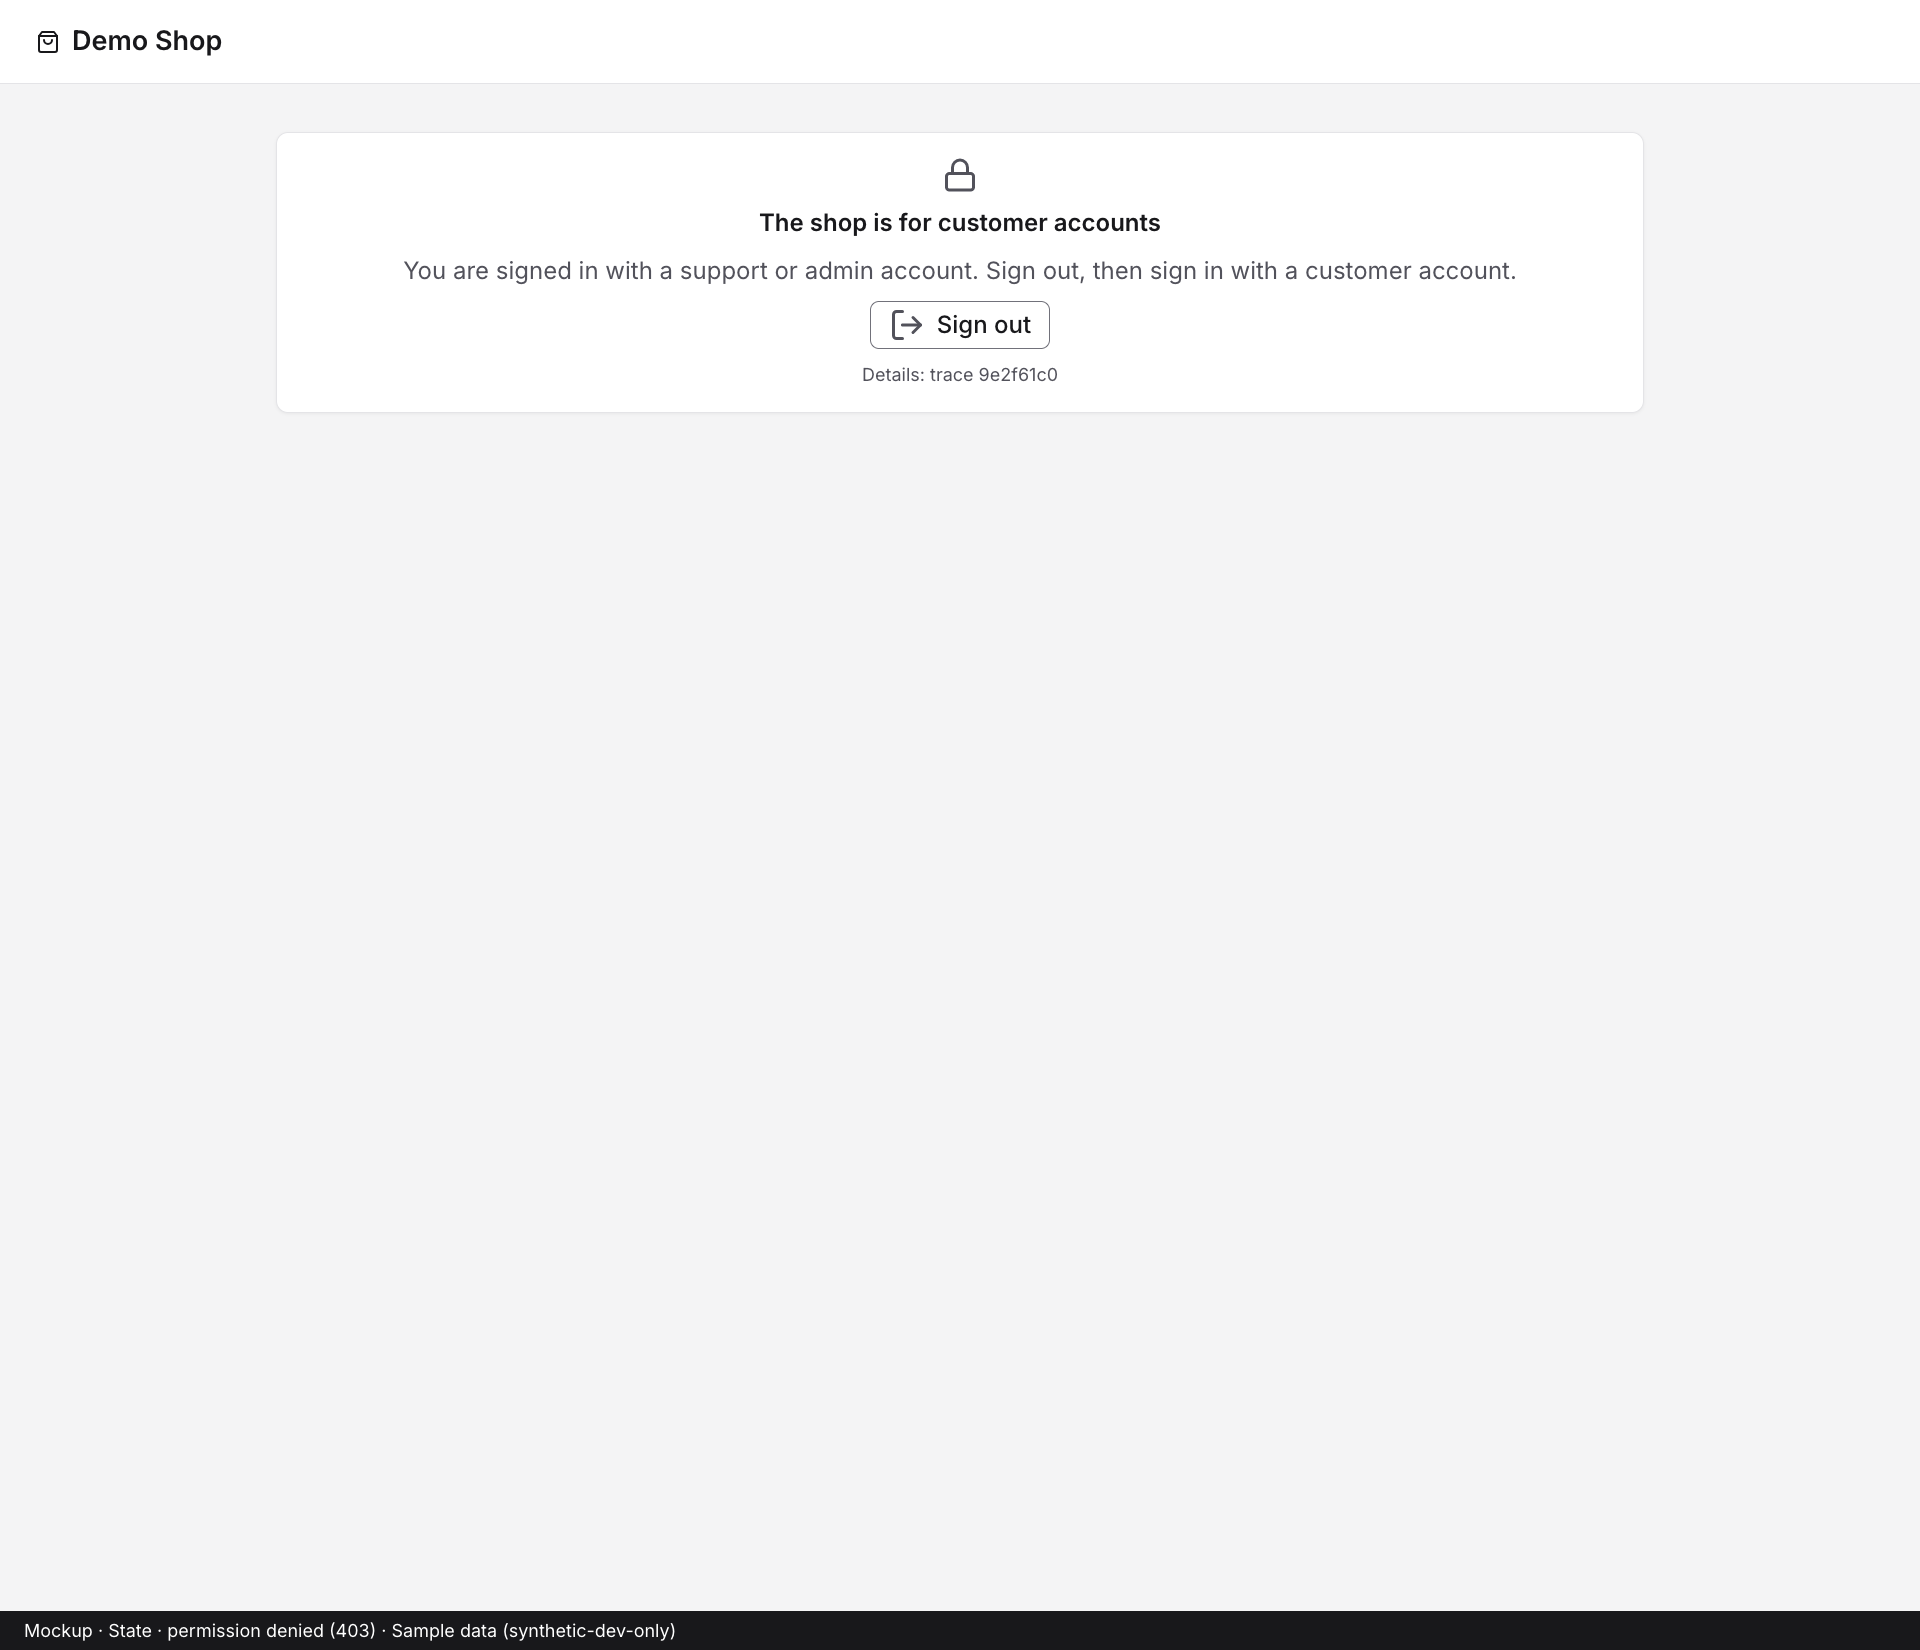 Demo Shop
The shop is for customer accounts
You are signed in with a support or admin account. Sign out, then sign in with a customer account.
Sign out
Details: trace 9e2f61c0
Mockup · State · permission denied (403) · Sample data (synthetic-dev-only)